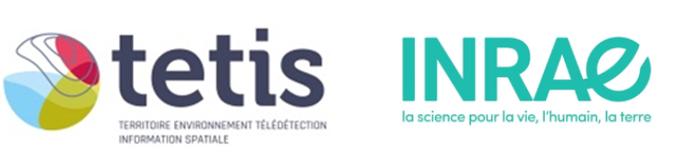 tetis
TERRITOIRE ENVIRONNEMENT TÉLÉDÉTECTION
INFORMATION SPATIALE
INRAE
la science pour la vie, l'humain, la terre